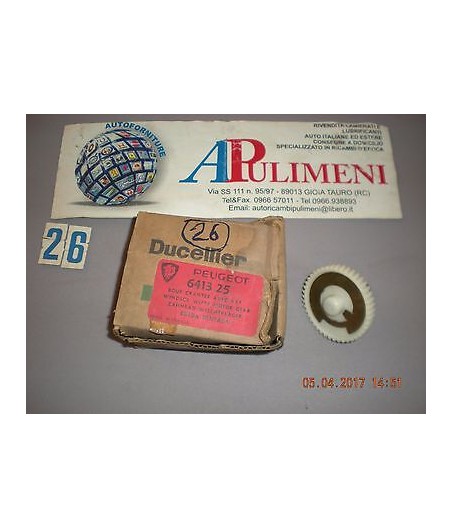 AUTOFORNITURE
APULIMENI
RIVENDITA CAMERATI E
LUBRIFICANTI
AUTO ITALIANE ED ESTERE
CONSEGNE A DOMICILIO
SPECIALIZZATO IN RICAMBI D'EPOCA
Via SS 111 n. 95/97 - 89013 GIOIA TAURO (RC)
Tel&Fax. 0966 57011 - Tel 0966.938893
Email: autoricambipulimeni@libero.it
26
26
Ducellier
PEUGEOT
6413 25
05.04.2017 14:51